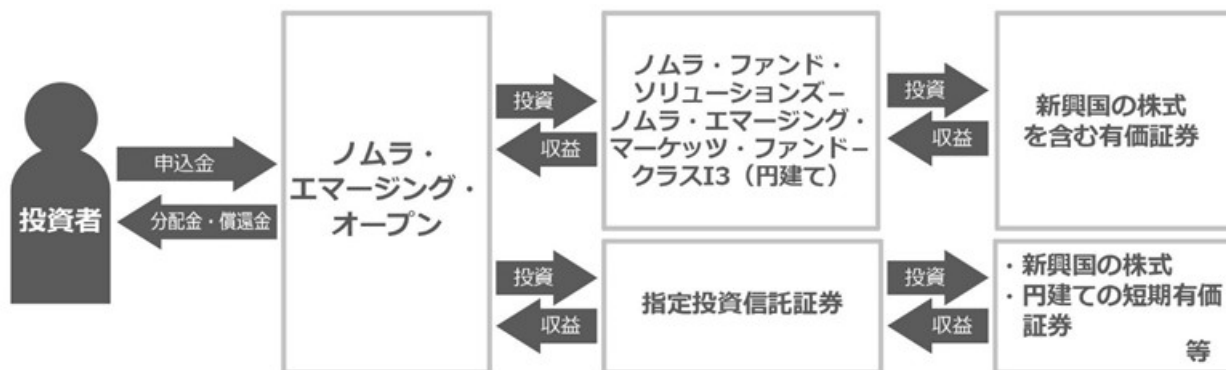 投資者
申込金
分配金・償還金
ノムラ・
エマージング・
オープン
投資
収益
ノムラ・ファンド・
ソリューションズ－
ノムラ・エマージング・
マーケッツ・ファンド－
クラスI3（円建て）
投資
収益
新興国の株式
を含む有価証券
投資
収益
指定投資信託証券
投資
収益
・新興国の株式
・円建ての短期有価
証券
等